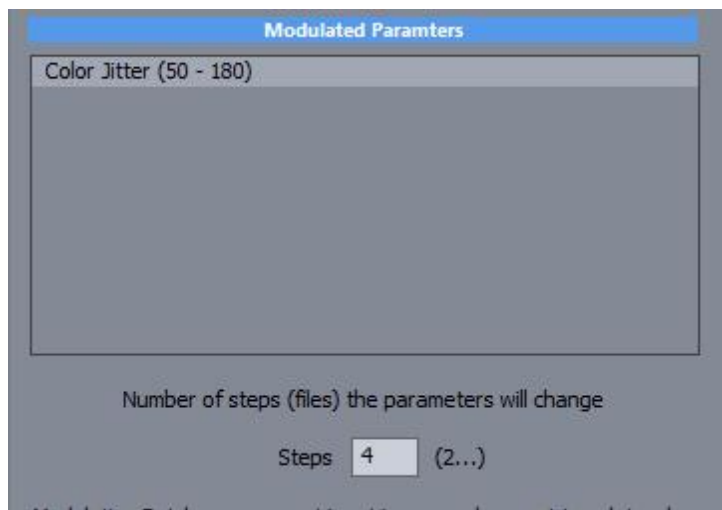 Modulated Paramters
Color Jitter (50 - 180)
Number of steps (files) the parameters will change
Steps 4 (2...)